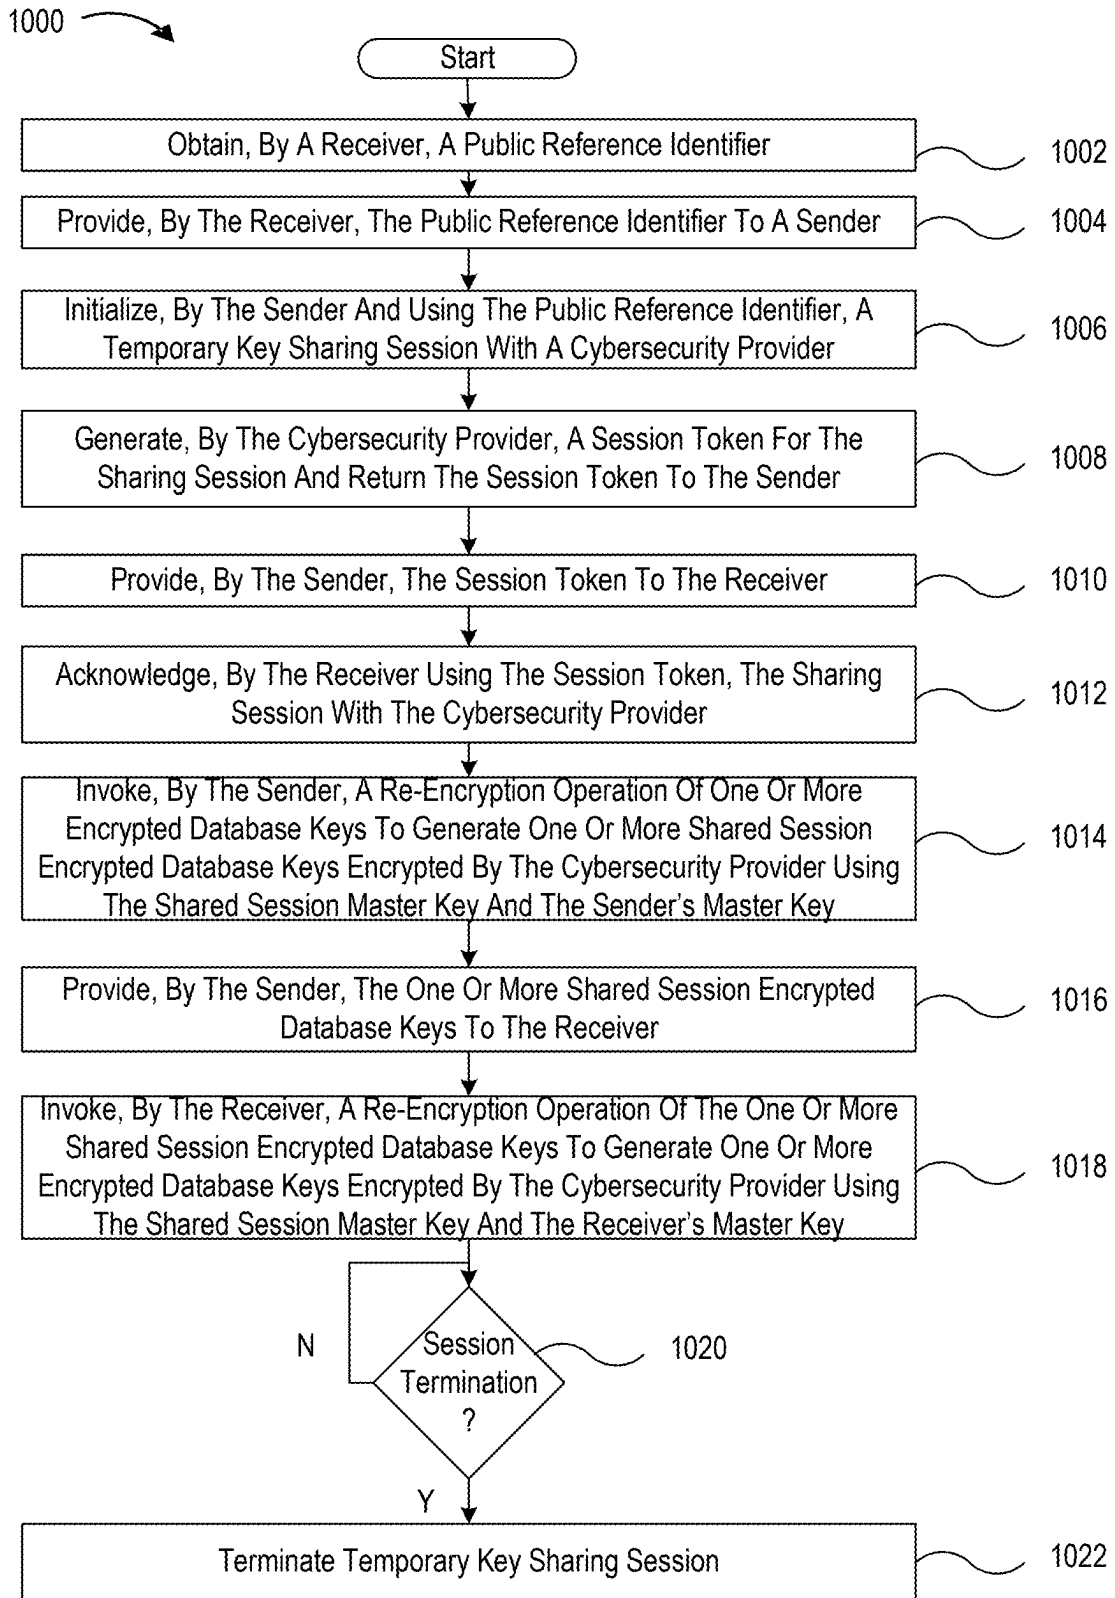 1000
Start
Obtain, By A Receiver, A Public Reference Identifier
1002
Provide, By The Receiver, The Public Reference Identifier To A Sender
1004
Initialize, By The Sender And Using The Public Reference Identifier, A
Temporary Key Sharing Session With A Cybersecurity Provider
1006
Generate, By The Cybersecurity Provider, A Session Token For The
Sharing Session And Return The Session Token To The Sender
1008
Provide, By The Sender, The Session Token To The Receiver
1010
Acknowledge, By The Receiver Using The Session Token, The Sharing
Session With The Cybersecurity Provider
1012
Invoke, By The Sender, A Re-Encryption Operation Of One Or More
Encrypted Database Keys To Generate One Or More Shared Session
Encrypted Database Keys Encrypted By The Cybersecurity Provider Using
The Shared Session Master Key And The Sender's Master Key
1014
Provide, By The Sender, The One Or More Shared Session Encrypted
Database Keys To The Receiver
1016
Invoke, By The Receiver, A Re-Encryption Operation Of The One Or More
Shared Session Encrypted Database Keys To Generate One Or More
Encrypted Database Keys Encrypted By The Cybersecurity Provider Using
The Shared Session Master Key And The Receiver's Master Key
1018
N
Session
Termination
?
1020
Y
Terminate Temporary Key Sharing Session
1022